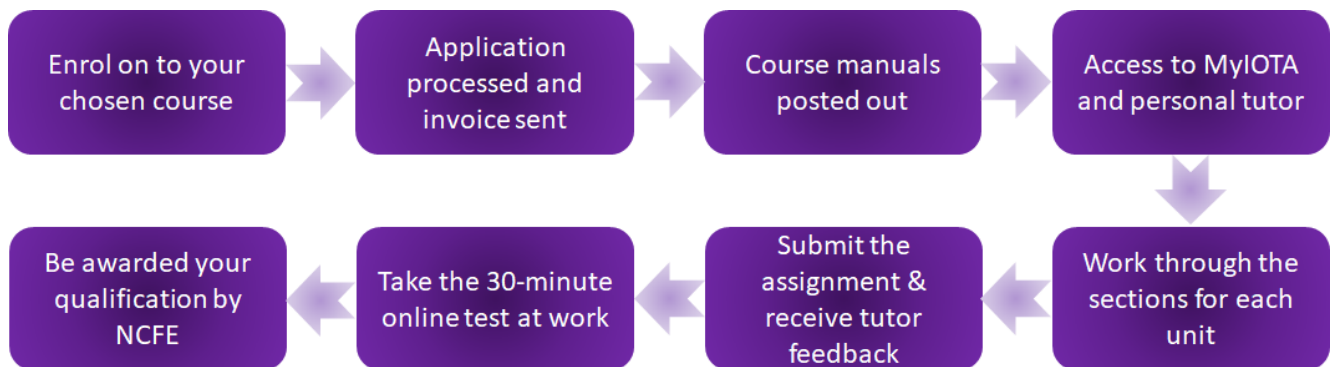 Enrol on to your
chosen course
Application
processed and
invoice sent
Course manuals
posted out
Access to MyIOTA
and personal tutor
Work through the
sections for each
unit
Submit the
assignment &
receive tutor
feedback
Take the 30-minute
online test at work
Be awarded your
qualification by
NCFE